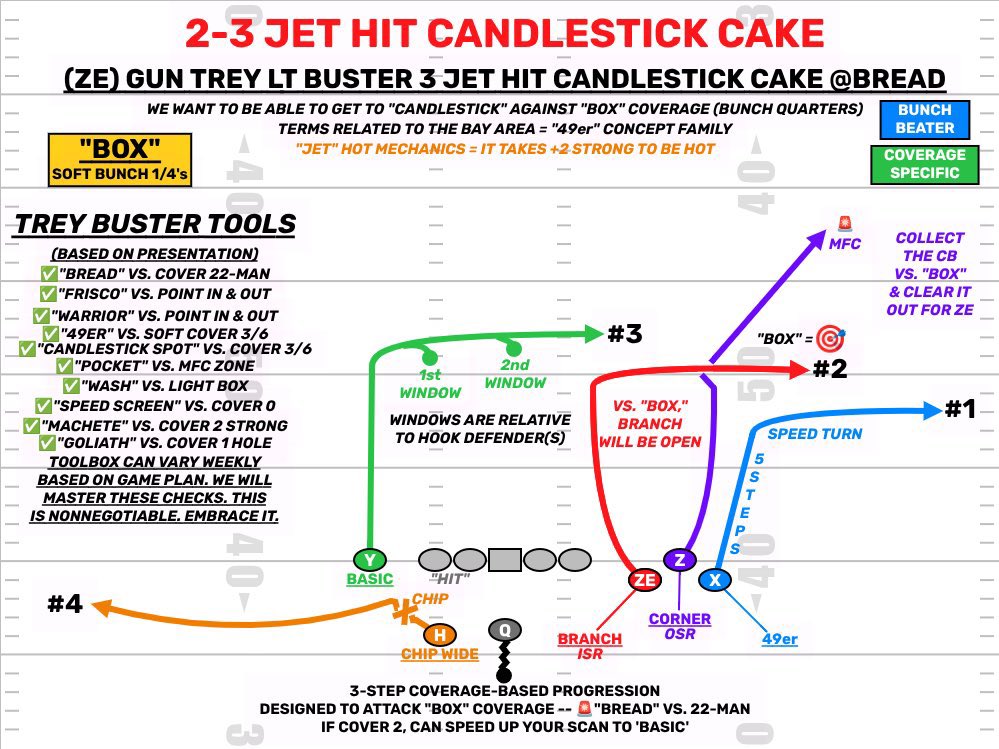 2-3 JET HIT CANDLESTICK CAKE
(ZE) GUN TREY LT BUSTER 3 JET HIT CANDLESTICK CAKE @BREAD
WE WANT TO BE ABLE TO GET TO "CANDLESTICK" AGAINST "BOX" COVERAGE (BUNCH QUARTERS)
TERMS RELATED TO THE BAY AREA = "49er" CONCEPT FAMILY
"JET" HOT MECHANICS = IT TAKES +2 STRONG TO BE HOT
BUNCH
BEATER
COVERAGE
SPECIFIC
"BOX"
SOFT BUNCH 1/4's
TREY BUSTER TOOLS
(BASED ON PRESENTATION)
✅"BREAD" VS. COVER 22-MAN
✅"FRISCO" VS. POINT IN & OUT
✅"WARRIOR" VS. POINT IN & OUT
✅"49ER" VS. SOFT COVER 3/6
✅"CANDLESTICK SPOT" VS. COVER 3/6
✅"POCKET" VS. MFC ZONE
✅"WASH" VS. LIGHT BOX
✅"SPEED SCREEN" VS. COVER 0
✅"MACHETE" VS. COVER 2 STRONG
✅"GOLIATH" VS. COVER 1 HOLE
TOOLBOX CAN VARY WEEKLY
BASED ON GAME PLAN. WE WILL
MASTER THESE CHECKS. THIS
IS NONNEGOTIABLE. EMBRACE IT.
🚨
MFC
COLLECT
THE CB
VS. "BOX"
& CLEAR IT
OUT FOR ZE
#3
"BOX" = 🎯
#2
1st
WINDOW
2nd
WINDOW
WINDOWS ARE RELATIVE
TO HOOK DEFENDER(S)
VS. "BOX,"
BRANCH
WILL BE OPEN
#1
SPEED TURN
5
S
T
E
P
S
Y
BASIC
"HIT"
ZE
Z
X
BRANCH
ISR
CORNER
OSR
49er
#4
CHIP
H
CHIP WIDE
Q
3-STEP COVERAGE-BASED PROGRESSION
DESIGNED TO ATTACK "BOX" COVERAGE -- 🚨"BREAD" VS. 22-MAN
IF COVER 2, CAN SPEED UP YOUR SCAN TO 'BASIC'
40
40
50
50
40
40
3
3